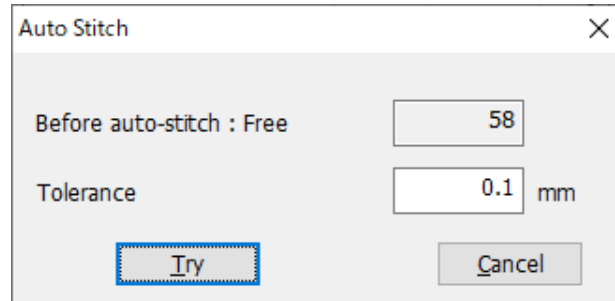 Auto Stitch
Before auto-stitch : Free 58
Tolerance 0.1 mm
Try Cancel